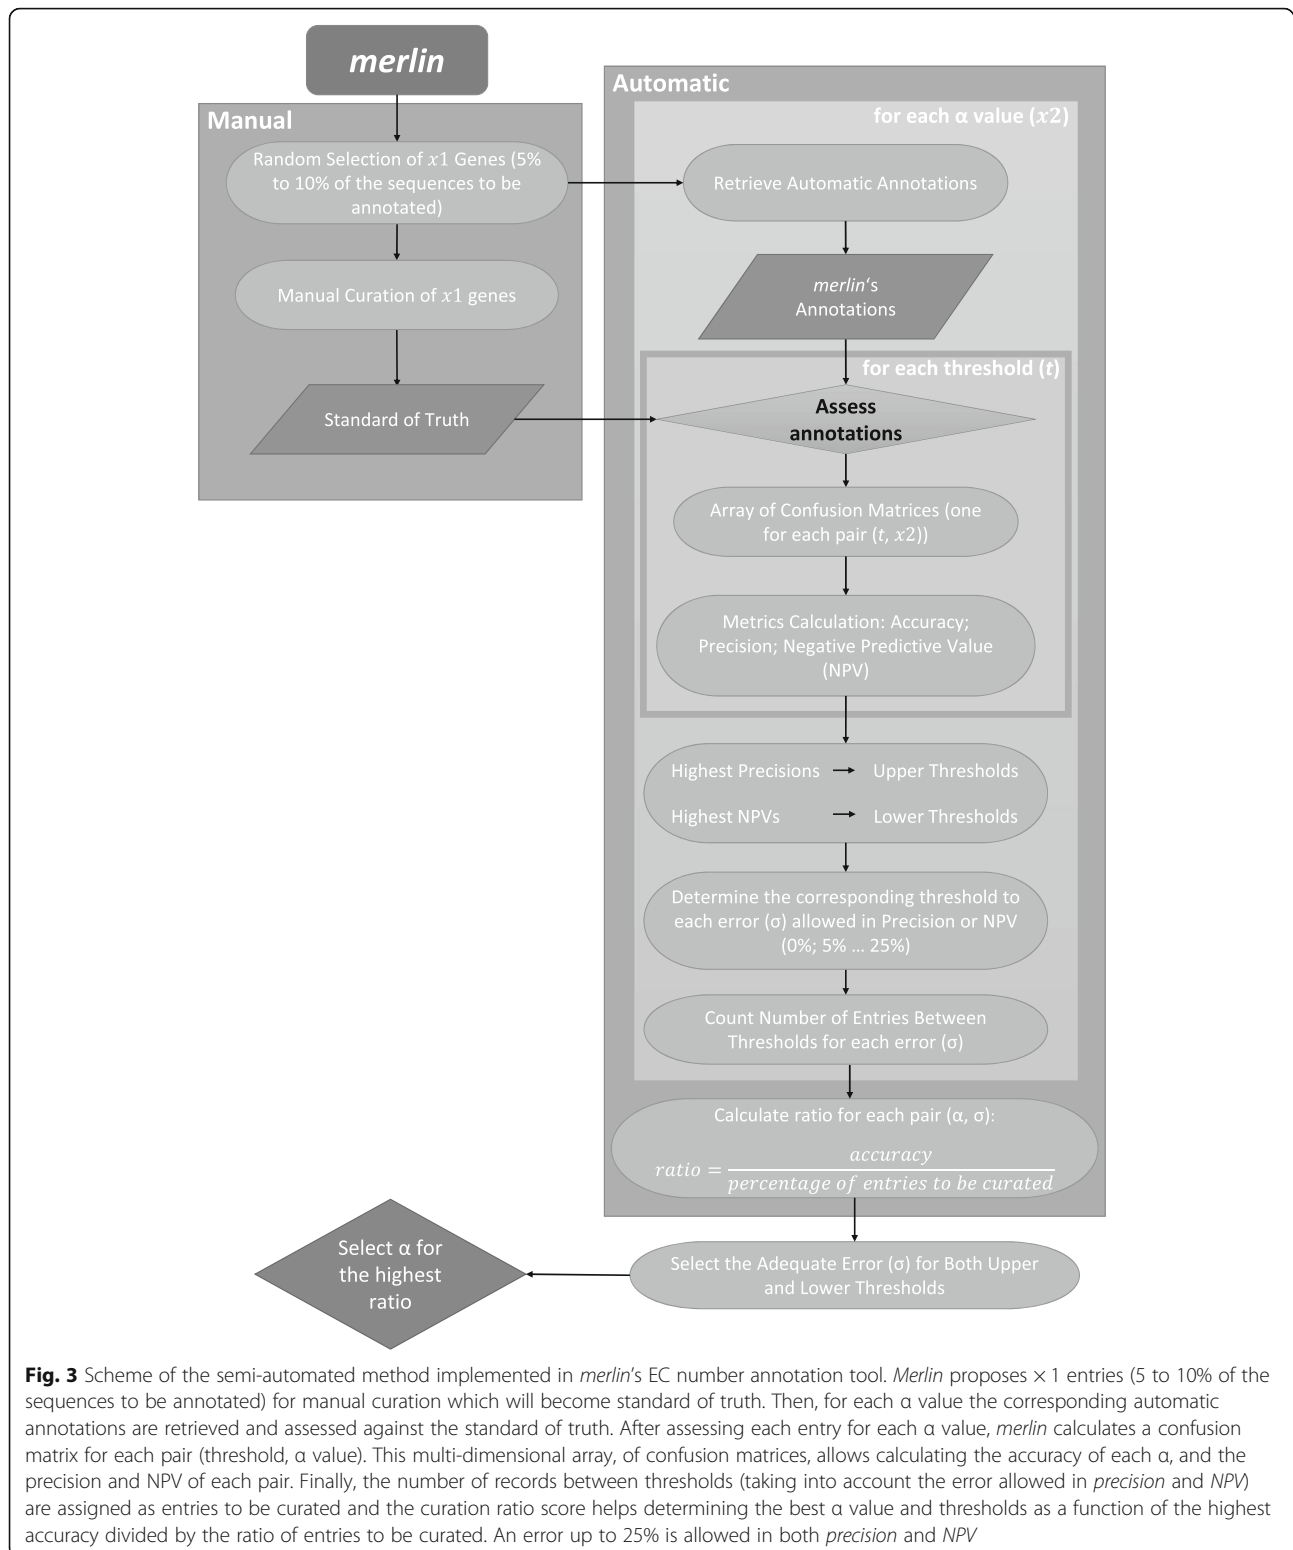 merlin
Manual
Random Selection of x1 Genes (5%
to 10% of the sequences to be
annotated)
Manual Curation of x1 genes
Standard of Truth
Automatic
for each α value (x2)
Retrieve Automatic Annotations
merlin‘s
Annotations
for each threshold (t)
Assess
annotations
Array of Confusion Matrices (one
for each pair (t, x2))
Metrics Calculation: Accuracy;
Precision; Negative Predictive Value
(NPV)
Highest Precisions → Upper Thresholds
Highest NPVs → Lower Thresholds
Determine the corresponding threshold to
each error (σ) allowed in Precision or NPV
(0%; 5% … 25%)
Count Number of Entries Between
Thresholds for each error (σ)
Calculate ratio for each pair (α, σ):
accuracy
ratio =
percentage of entries to be curated
Select the Adequate Error (σ) for Both Upper
and Lower Thresholds
Select α for
the highest
ratio
Fig. 3 Scheme of the semi-automated method implemented in merlin's EC number annotation tool. Merlin proposes × 1 entries (5 to 10% of the
sequences to be annotated) for manual curation which will become standard of truth. Then, for each α value the corresponding automatic
annotations are retrieved and assessed against the standard of truth. After assessing each entry for each α value, merlin calculates a confusion
matrix for each pair (threshold, α value). This multi-dimensional array, of confusion matrices, allows calculating the accuracy of each α, and the
precision and NPV of each pair. Finally, the number of records between thresholds (taking into account the error allowed in precision and NPV)
are assigned as entries to be curated and the curation ratio score helps determining the best α value and thresholds as a function of the highest
accuracy divided by the ratio of entries to be curated. An error up to 25% is allowed in both precision and NPV